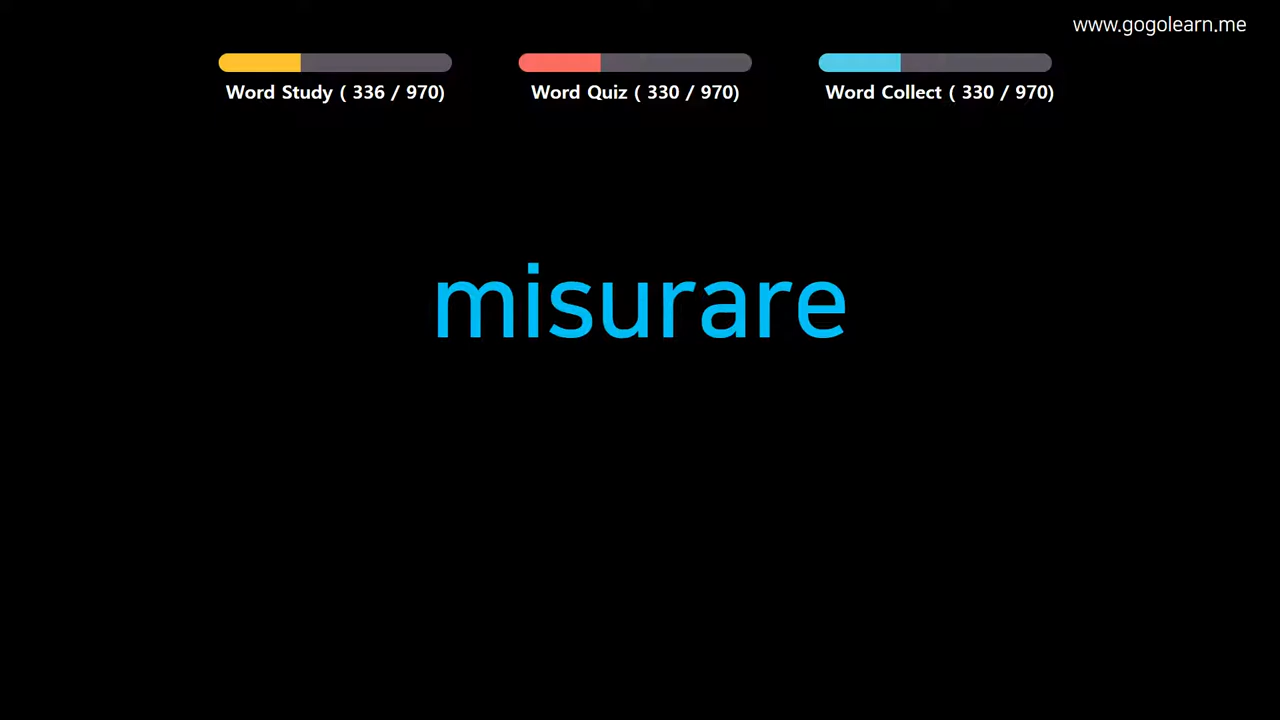 www.gogolearn.me
Word Study ( 336 / 970)
Word Quiz ( 330 / 970)
Word Collect ( 330 / 970)
misurare